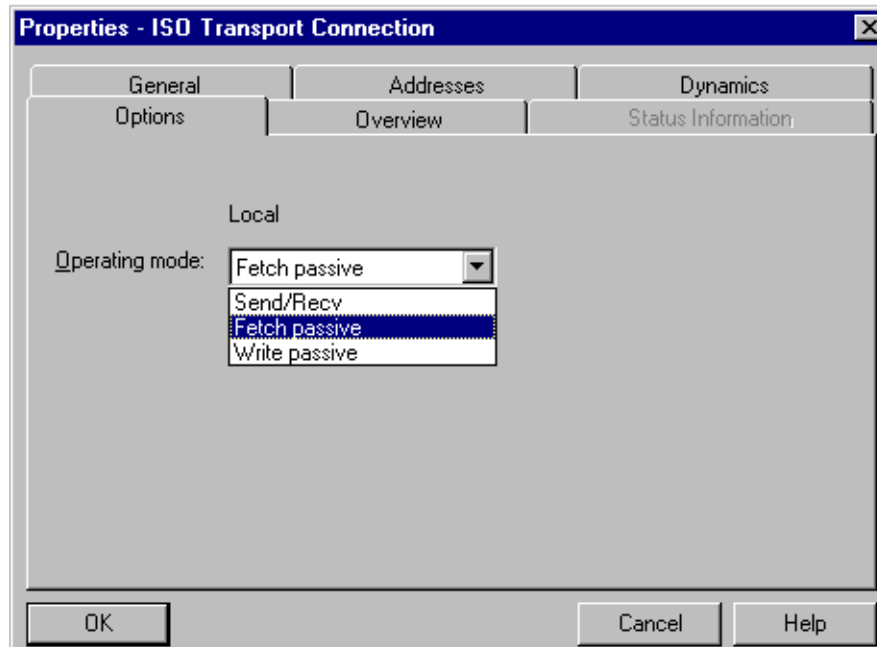 Properties - ISO Transport Connection
General Addresses Dynamics
Options Overview Status Information
Local
Operating mode: Fetch passive
Send/Recv
Fetch passive
Write passive
OK Cancel Help